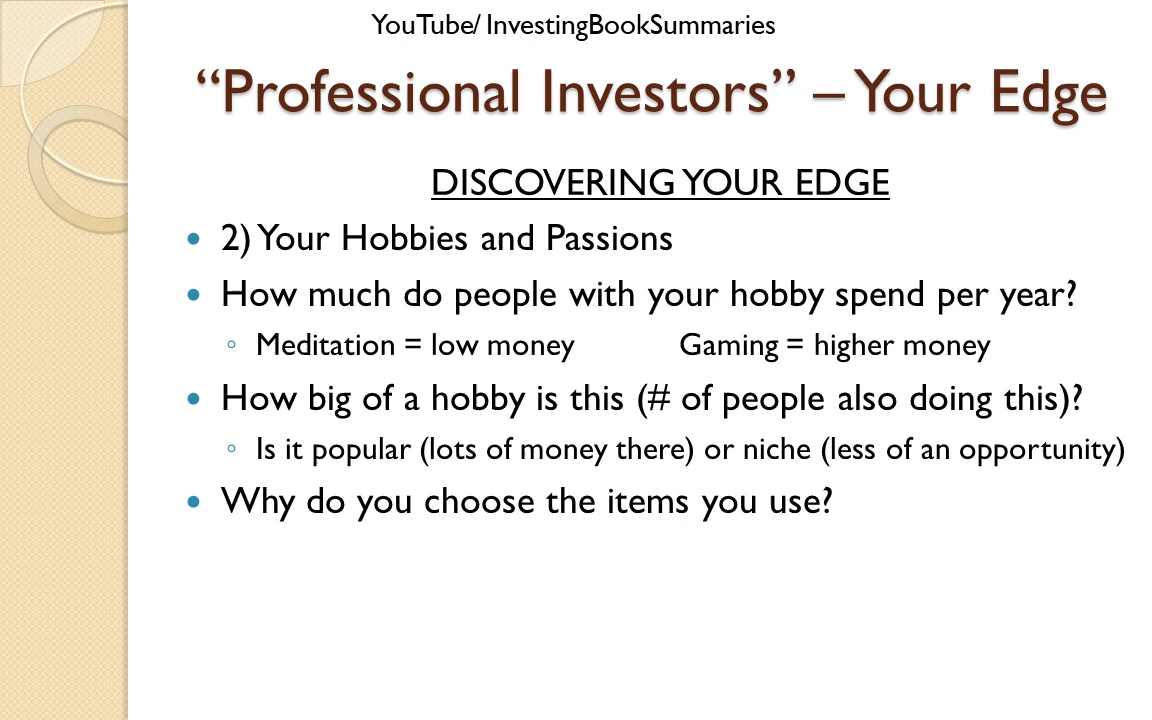 YouTube/ InvestingBookSummaries
“Professional Investors” – Your Edge
DISCOVERING YOUR EDGE
• 2) Your Hobbies and Passions
• How much do people with your hobby spend per year?
◦ Meditation = low money Gaming = higher money
• How big of a hobby is this (# of people also doing this)?
◦ Is it popular (lots of money there) or niche (less of an opportunity)
• Why do you choose the items you use?